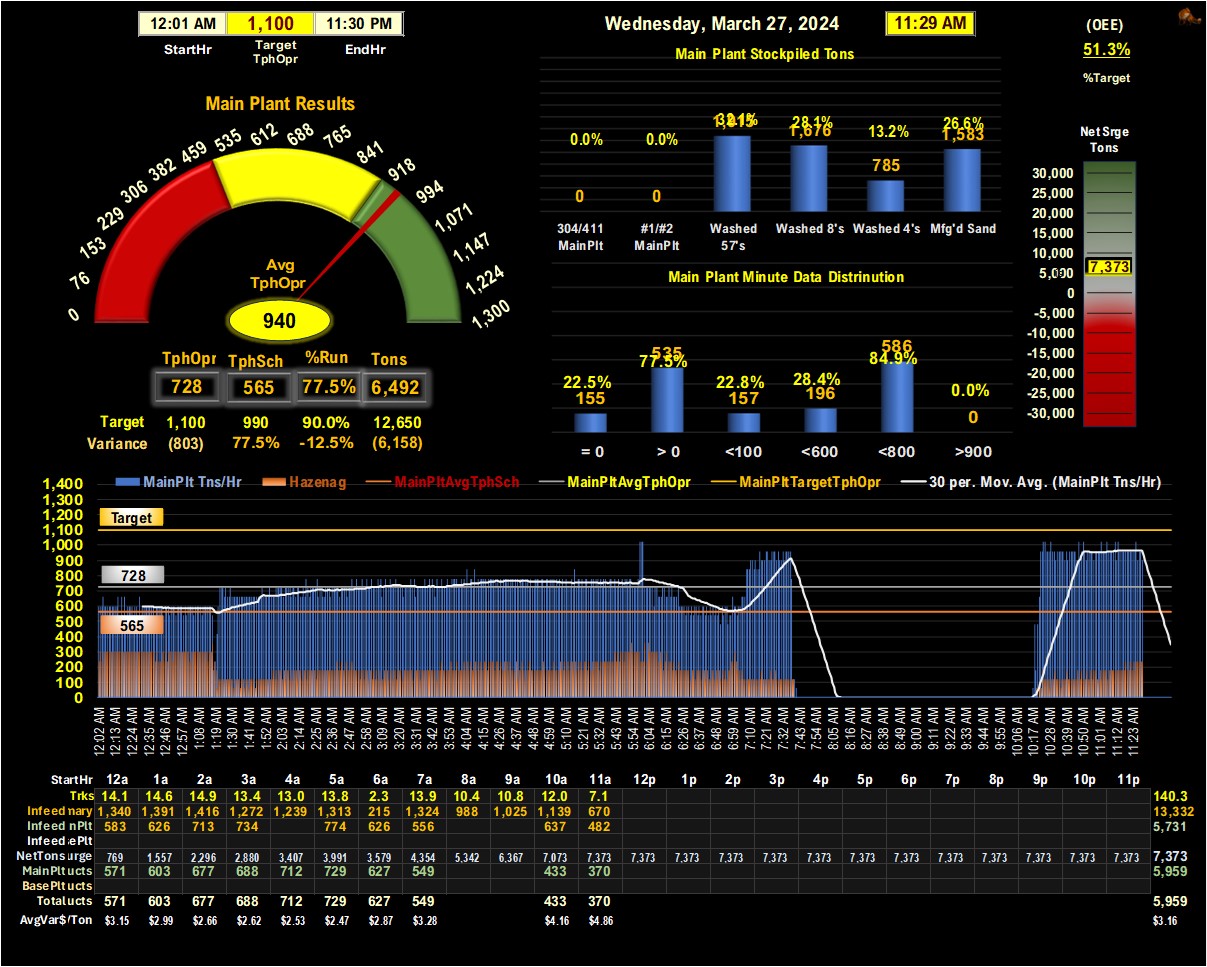 12:01 AM 1,100 11:30 PM
StartHr Target TphOpr EndHr
Wednesday, March 27, 2024 11:29 AM
(OEE)
51.3%
%Target
Main Plant Results
0 76 153 229 306 382 459 535 612 688 765 841 918 994 1,071 1,147 1,224 1,300
Avg
TphOpr
940
TphOpr TphSch %Run Tons
728 565 77.5% 6,492
Target 1,100 990 90.0% 12,650
Variance (803) 77.5% -12.5% (6,158)
Main Plant Stockpiled Tons
0.0% 0.0% 32.1% 28.1% 13.2% 26.6%
0 0 1,915 1,676 785 1,583
304/411 MainPlt #1/#2 MainPlt Washed 57's Washed 8's Washed 4's Mfg'd Sand
Main Plant Minute Data Distrinution
22.5% 77.5% 22.8% 28.4% 84.9% 0.0%
155 535 157 196 586 0
= 0 > 0 <100 <600 <800 >900
Net Srge
Tons
30,000
25,000
20,000
15,000
10,000
7,373
5,000
0
-5,000
-10,000
-15,000
-20,000
-25,000
-30,000
MainPlt Tns/Hr Hazenag MainPltAvgTphSch MainPltAvgTphOpr MainPltTargetTphOpr 30 per. Mov. Avg. (MainPlt Tns/Hr)
1,400
1,300
1,200
Target
1,100
1,000
900
800
728
700
600
565
500
400
300
200
100
0
12:02 AM 12:13 AM 12:24 AM 12:35 AM 12:46 AM 12:57 AM 1:08 AM 1:19 AM 1:30 AM 1:41 AM 1:52 AM 2:03 AM 2:14 AM 2:25 AM 2:36 AM 2:47 AM 2:58 AM 3:09 AM 3:20 AM 3:31 AM 3:42 AM 3:53 AM 4:04 AM 4:15 AM 4:26 AM 4:37 AM 4:48 AM 4:59 AM 5:10 AM 5:21 AM 5:32 AM 5:43 AM 5:54 AM 6:04 AM 6:15 AM 6:26 AM 6:37 AM 6:48 AM 6:59 AM 7:10 AM 7:21 AM 7:32 AM 7:43 AM 7:54 AM 8:05 AM 8:16 AM 8:27 AM 8:38 AM 8:49 AM 9:00 AM 9:11 AM 9:22 AM 9:33 AM 9:44 AM 9:55 AM 10:06 AM 10:17 AM 10:28 AM 10:39 AM 10:50 AM 11:01 AM 11:12 AM 11:23 AM
StartHr 12a 1a 2a 3a 4a 5a 6a 7a 8a 9a 10a 11a 12p 1p 2p 3p 4p 5p 6p 7p 8p 9p 10p 11p
Trks 14.1 14.6 14.9 13.4 13.0 13.8 2.3 13.9 10.4 10.8 12.0 7.1 140.3
Infeed mary 1,340 1,391 1,416 1,272 1,239 1,313 215 1,324 988 1,025 1,139 670 13,332
Infeed nPlt 583 626 713 734 774 626 556 637 482 5,731
Infeed ePlt
NetTons urge 769 1,557 2,296 2,880 3,407 3,991 3,579 4,354 5,342 6,367 7,073 7,373 7,373 7,373 7,373 7,373 7,373 7,373 7,373 7,373 7,373 7,373 7,373 7,373 7,373
MainPlt ucts 571 603 677 688 712 729 627 549 433 370 5,959
BasePlt ucts
Total ucts 571 603 677 688 712 729 627 549 433 370 5,959
AvgVar$/Ton $3.15 $2.99 $2.66 $2.62 $2.53 $2.47 $2.87 $3.28 $4.16 $4.86 $3.16